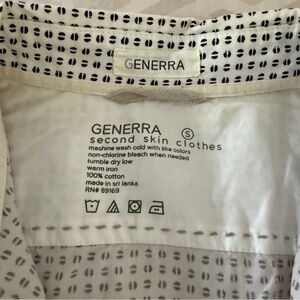 GENERRA
GENERRA S
second skin clothes
machine wash cold with like colors
non-chlorine bleach when needed
tumble dry low
warm iron
100% cotton
made in sri lanka
RN# 89169